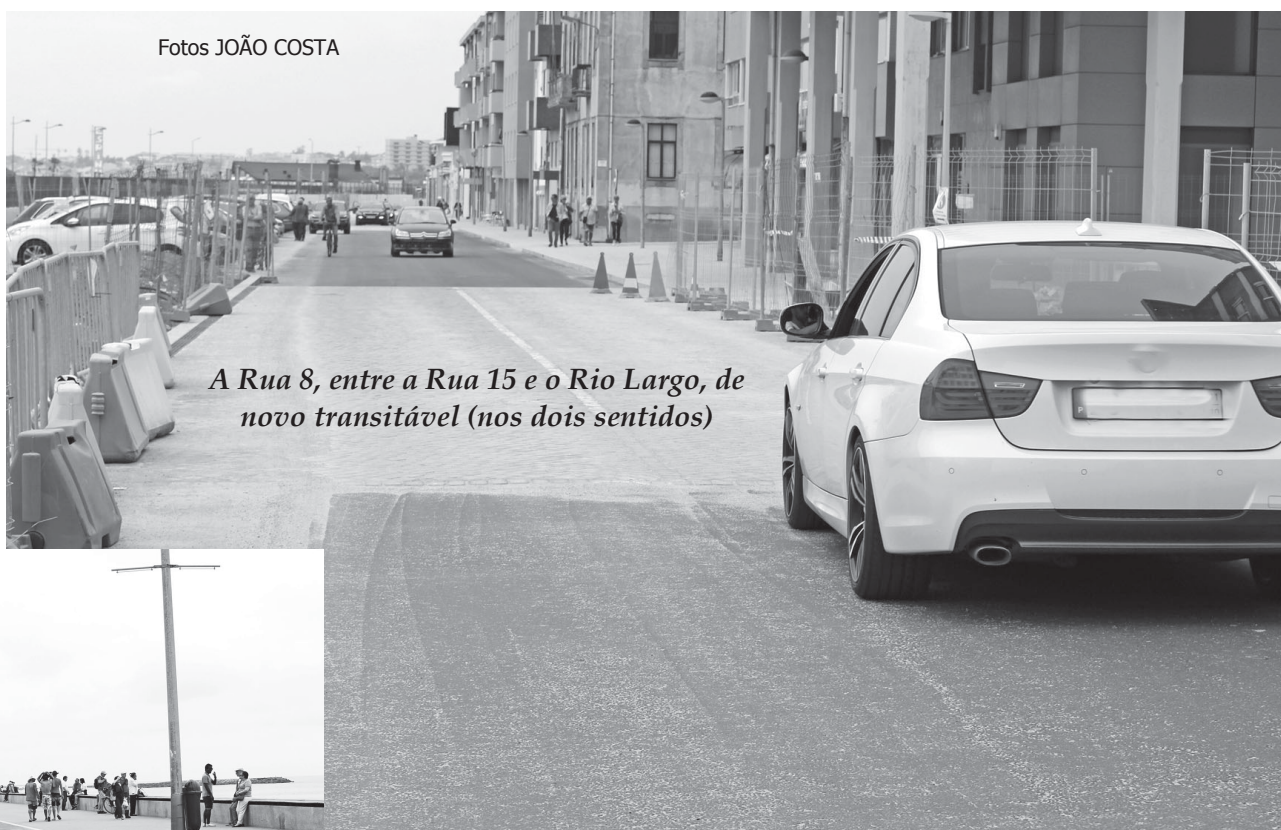 Fotos JOÃO COSTA
A Rua 8, entre a Rua 15 e o Rio Largo, de
novo transitável (nos dois sentidos)